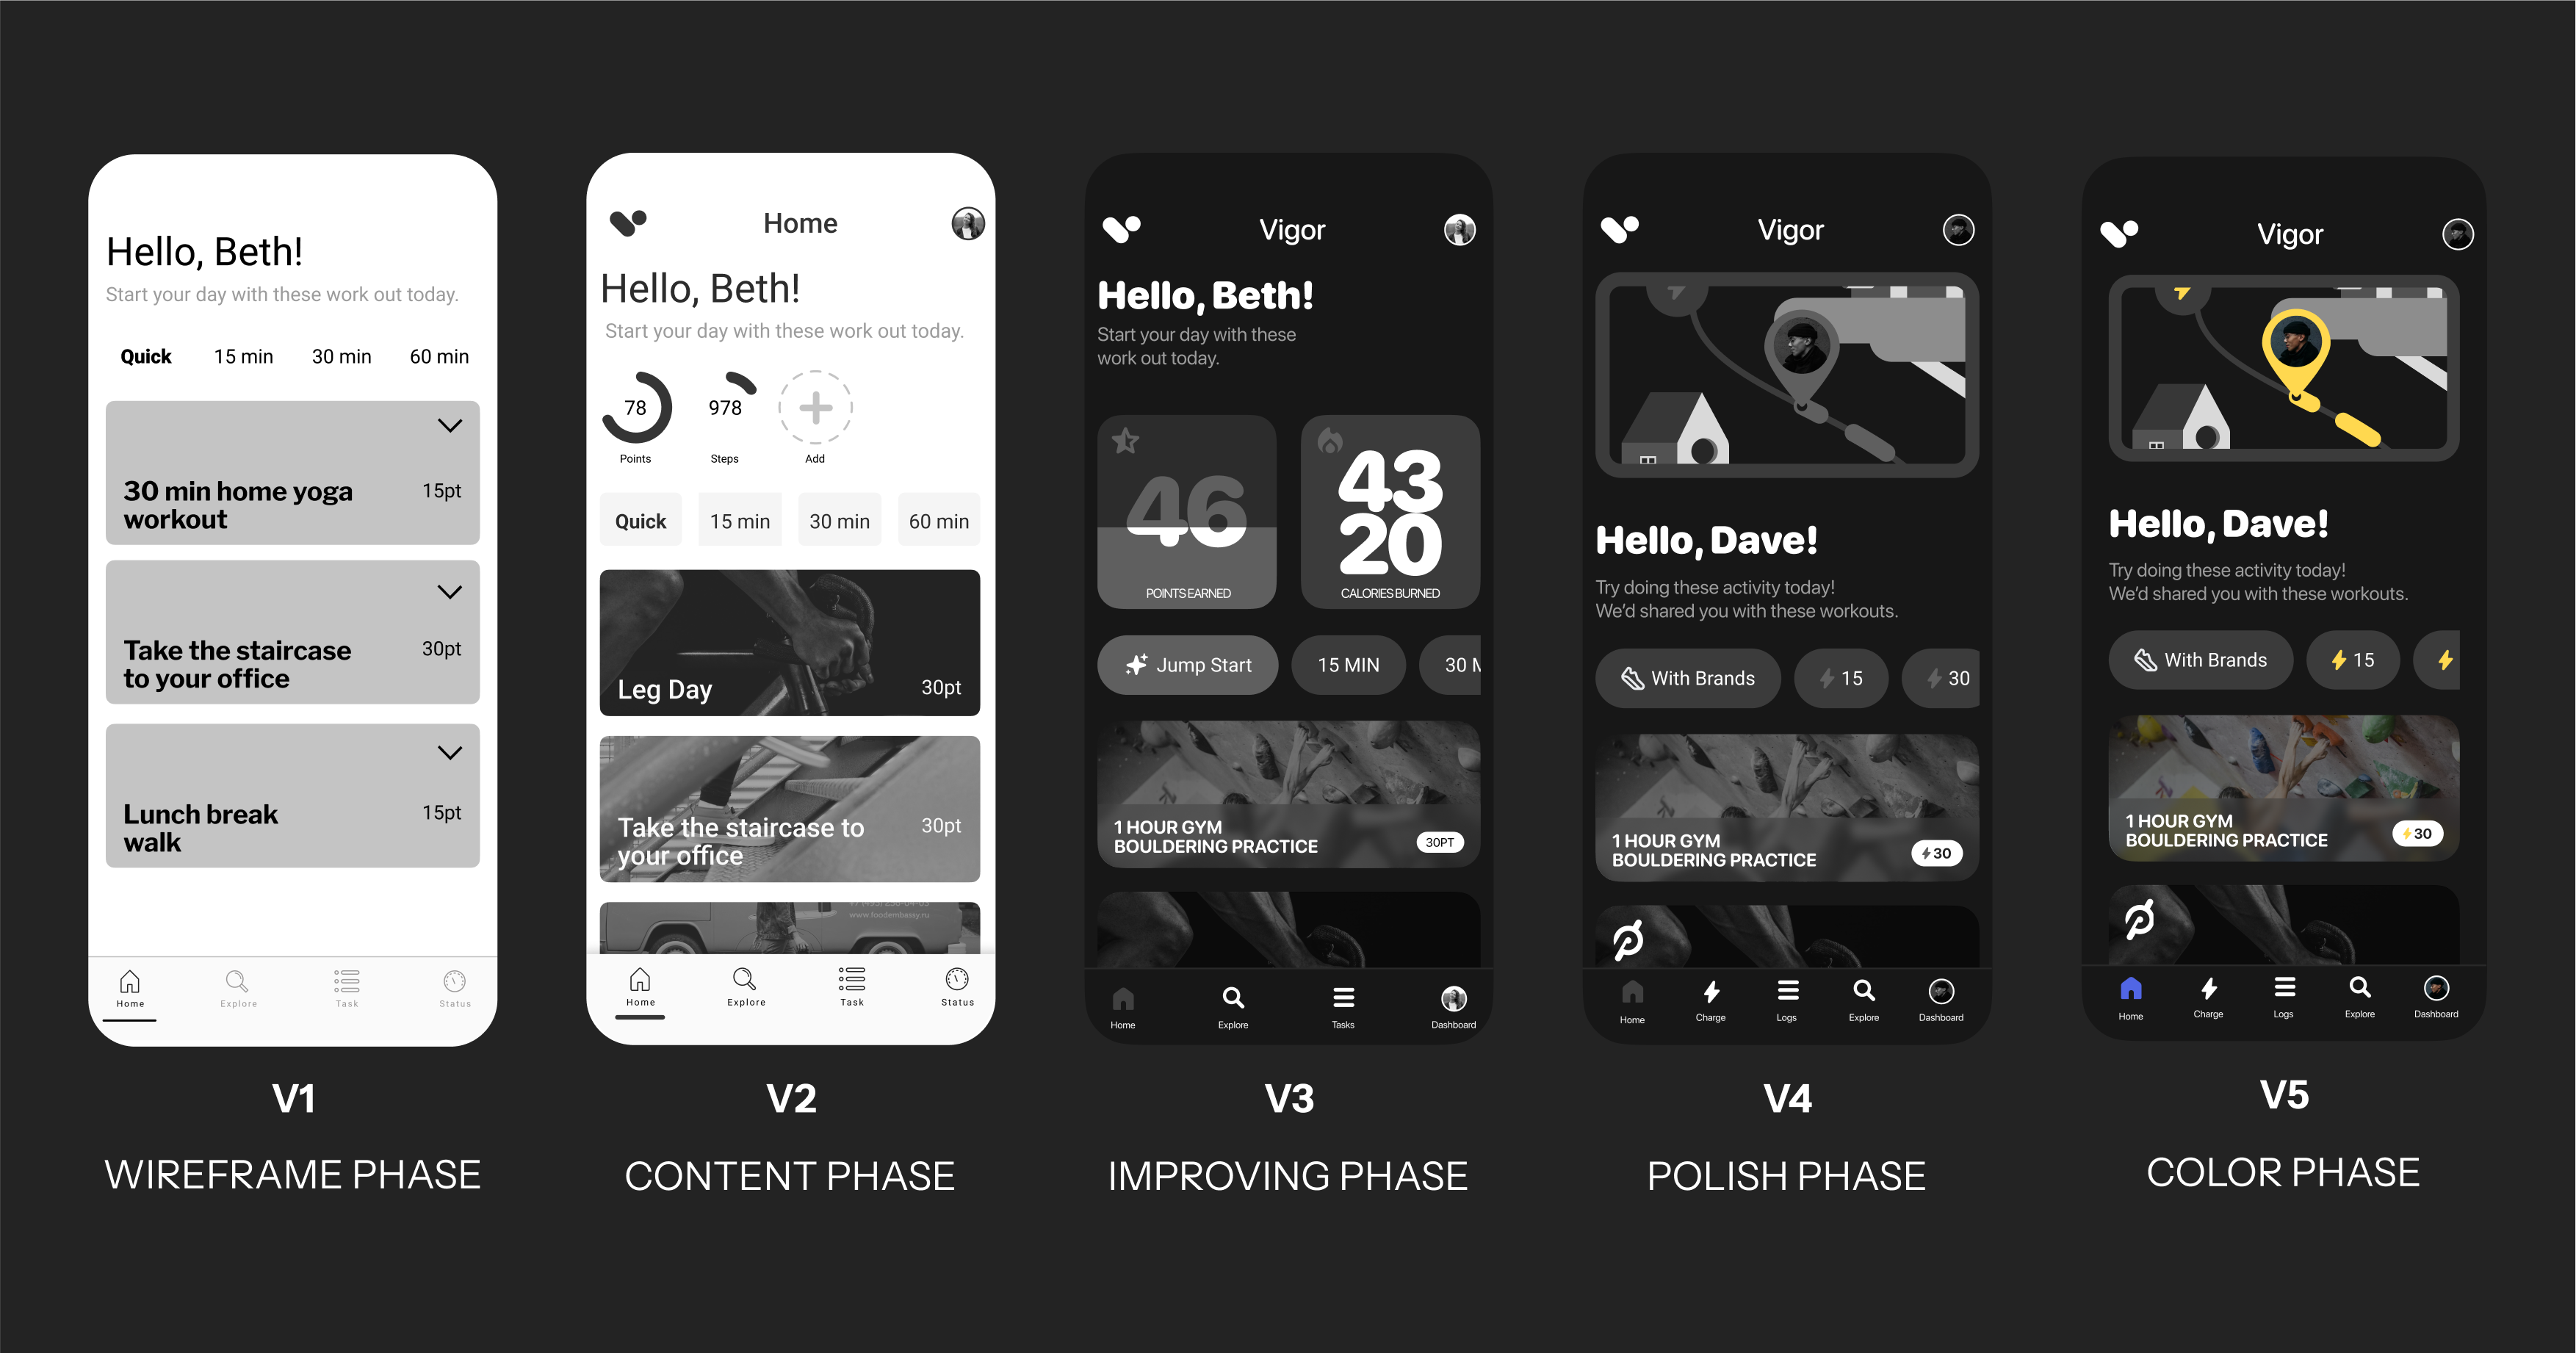 Hello, Beth!
Start your day with these work out today.
Quick 15 min 30 min 60 min
30 min home yoga
workout
15pt
Take the staircase
to your office
30pt
Lunch break
walk
15pt
Home Explore Task Status
V1
WIREFRAME PHASE
Home
Hello, Beth!
Start your day with these work out today.
78 978
Points Steps Add
Quick 15 min 30 min 60 min
Leg Day 30pt
Take the staircase to
your office
30pt
www.foodembassy.ru
Home Explore Task Status
V2
CONTENT PHASE
Vigor
Hello, Beth!
Start your day with these
work out today.
46
POINTS EARNED
43
20
CALORIES BURNED
Jump Start 15 MIN 30 M
1 HOUR GYM
BOULDERING PRACTICE
30PT
Home Explore Tasks Dashboard
V3
IMPROVING PHASE
Vigor
Hello, Dave!
Try doing these activity today!
We'd shared you with these workouts.
With Brands 15 30
1 HOUR GYM
BOULDERING PRACTICE
30
Home Charge Logs Explore Dashboard
V4
POLISH PHASE
Vigor
Hello, Dave!
Try doing these activity today!
We'd shared you with these workouts.
With Brands 15
1 HOUR GYM
BOULDERING PRACTICE
30
Home Charge Logs Explore Dashboard
V5
COLOR PHASE